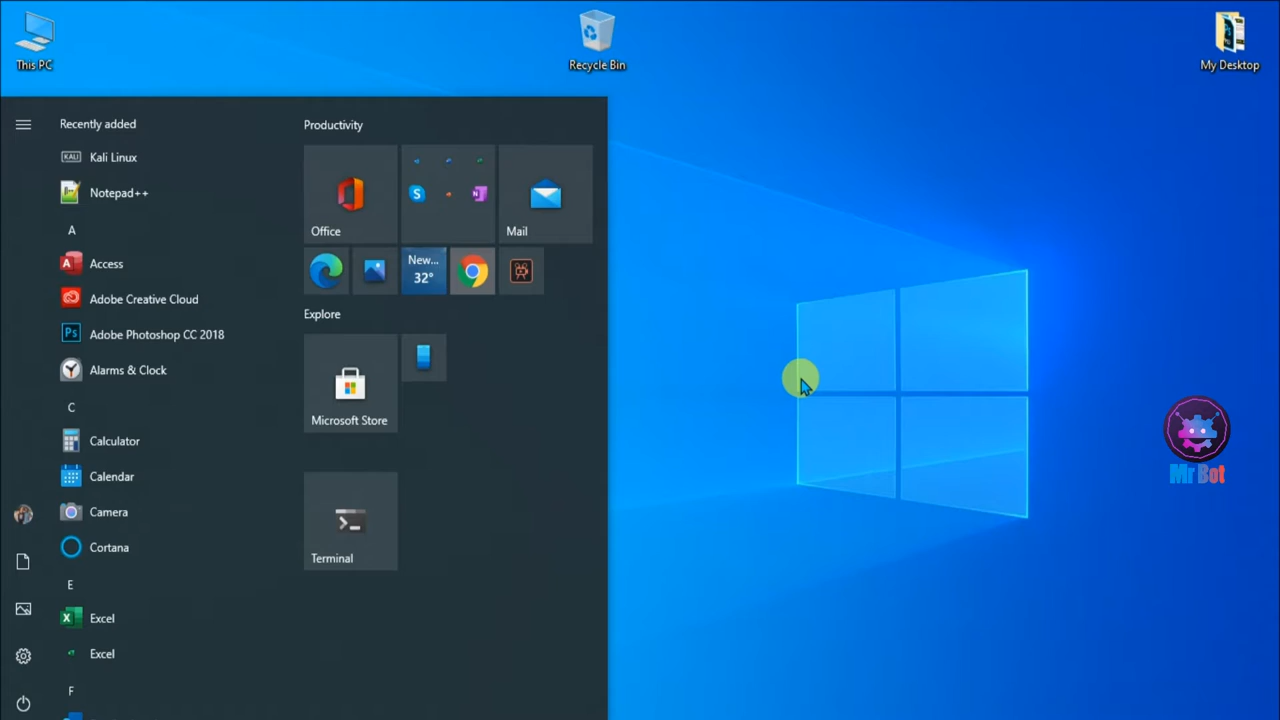 This PC
Recycle Bin
My Desktop
Recently added
KALI Kali Linux
Notepad++
A
Access
Adobe Creative Cloud
Ps Adobe Photoshop CC 2018
Alarms & Clock
C
Calculator
Calendar
Camera
Cortana
E
Excel
Excel
F
Productivity
Office
Mail
New...
32°
Explore
Microsoft Store
Terminal
Mr Bot